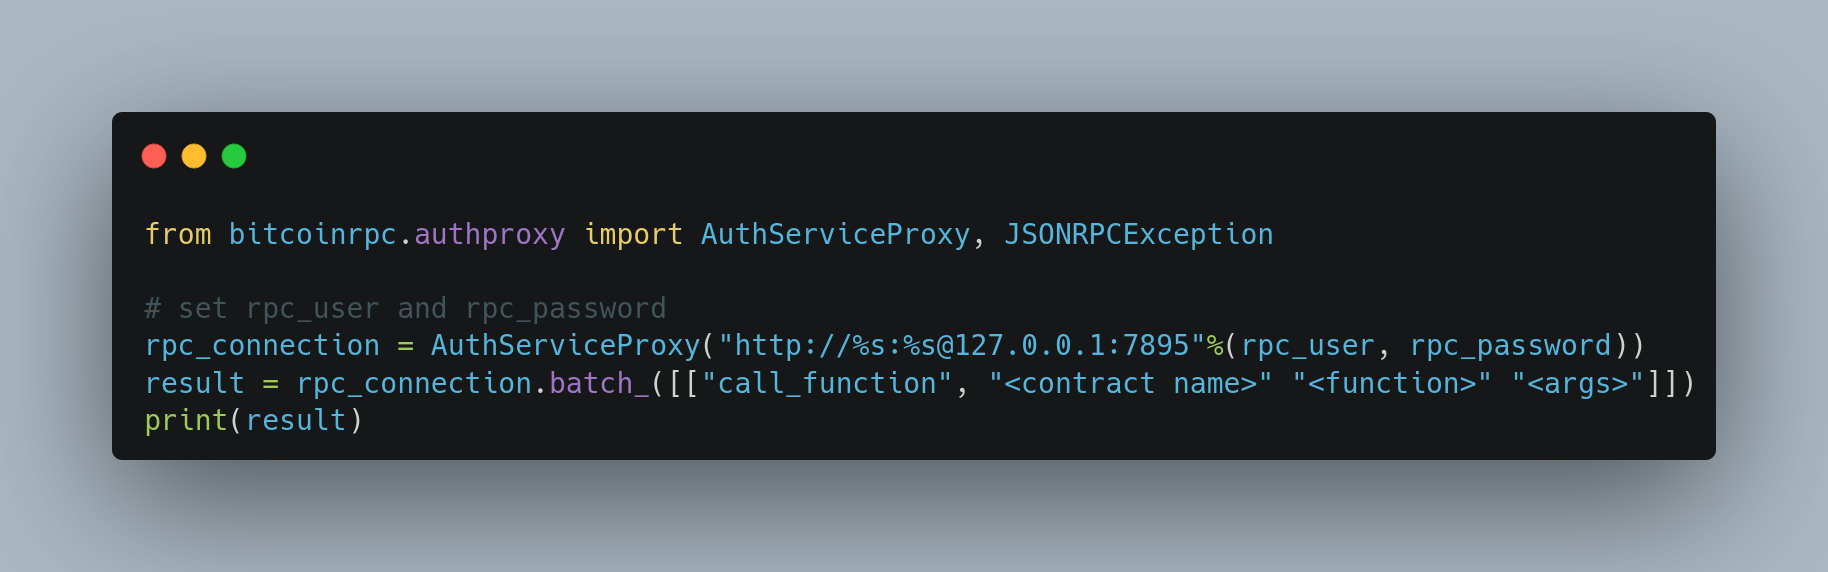 from bitcoinrpc.authproxy import AuthServiceProxy, JSONRPCException
# set rpc_user and rpc_password
rpc_connection = AuthServiceProxy("http://%s:%s@127.0.0.1:7895"%(rpc_user, rpc_password))
result = rpc_connection.batch_([["call_function", "<contract name>" "<function>" "<args>"]])
print(result)